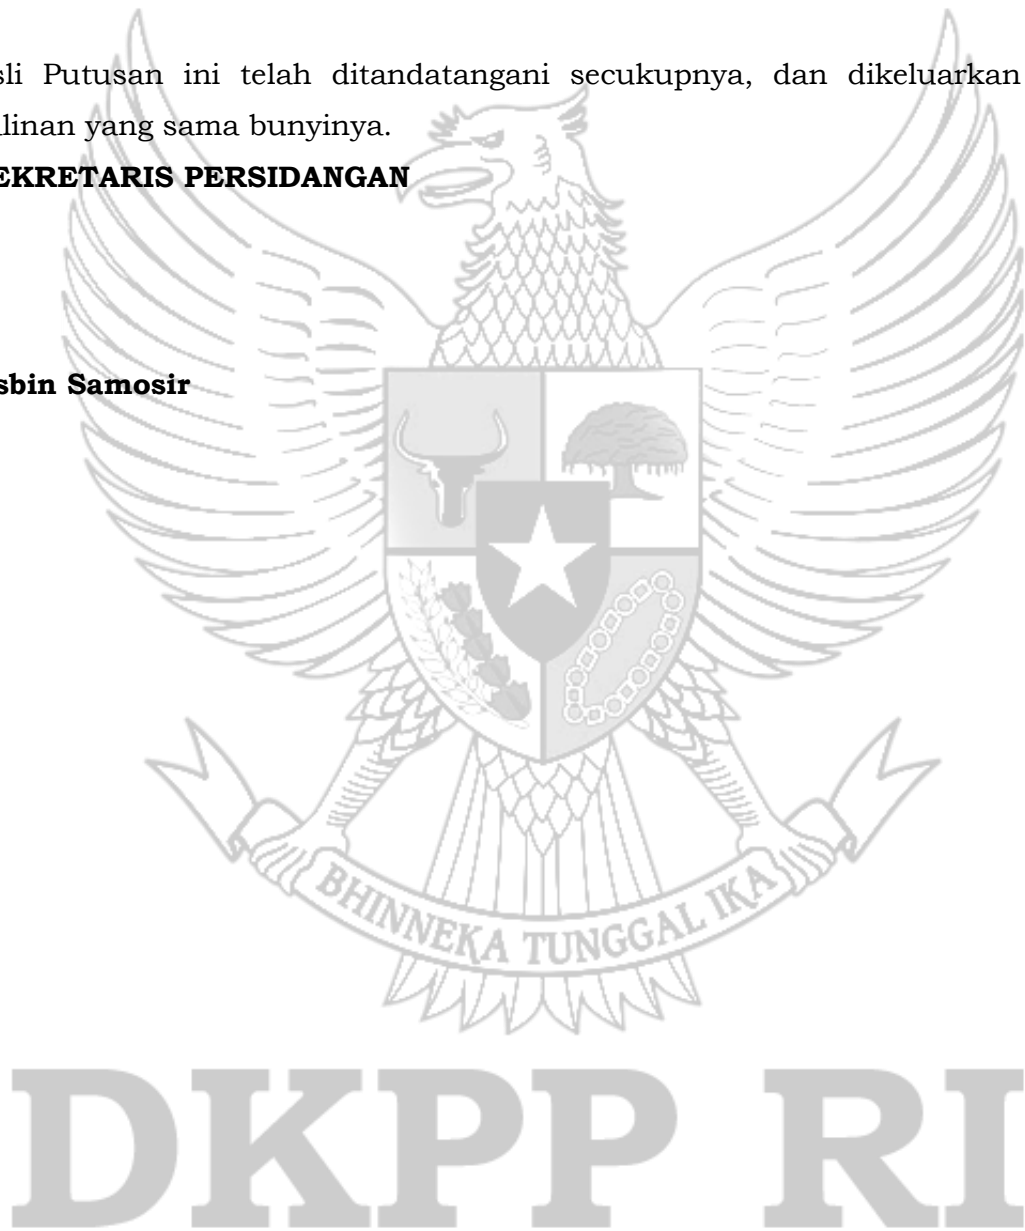 sli Putusan ini telah ditandatangani secukupnya, dan dikeluarkan
linan yang sama bunyinya.
EKRETARIS PERSIDANGAN
sbin Samosir
BHINNEKA TUNGGAL IKA
DKPP RI